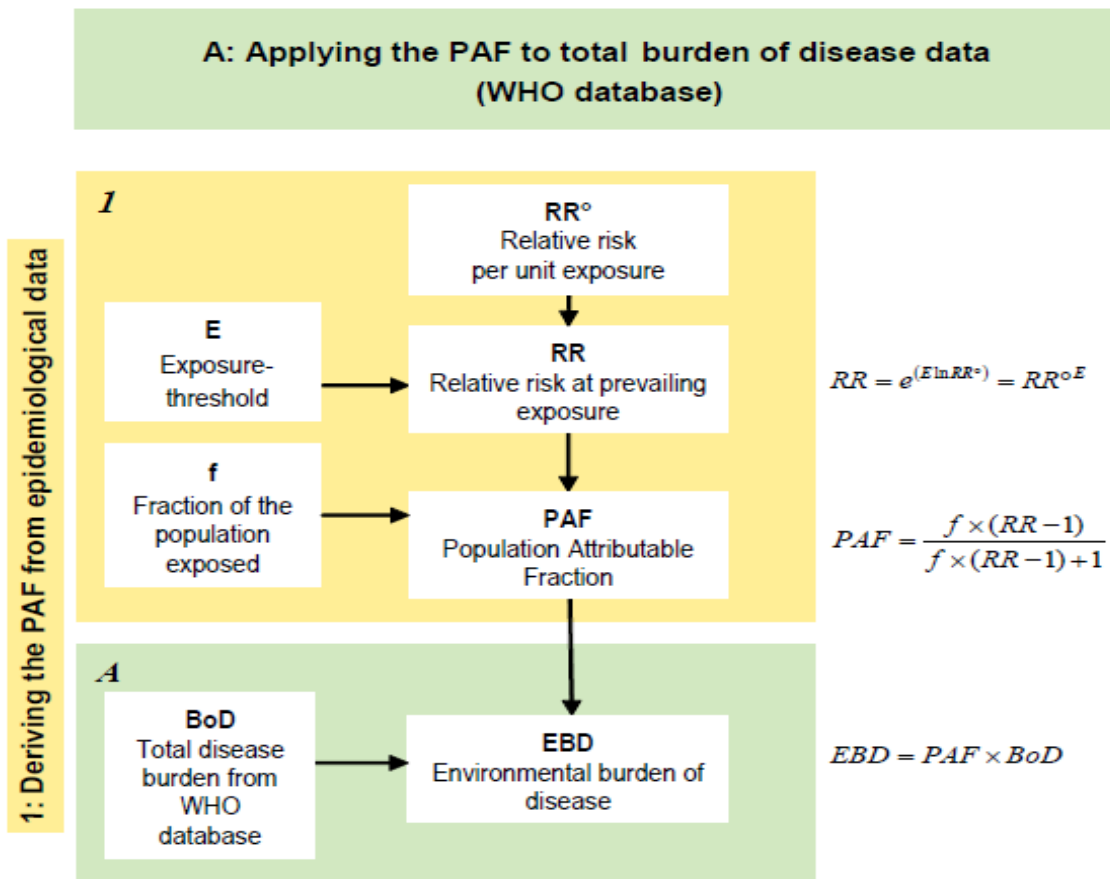 A: Applying the PAF to total burden of disease data
(WHO database)
1: Deriving the PAF from epidemiological data
1
RR°
Relative risk
per unit exposure
E
Exposure-
threshold
RR
Relative risk at prevailing
exposure
RR = e^(E ln RR°) = RR°^E
f
Fraction of the
population
exposed
PAF
Population Attributable
Fraction
PAF = f × (RR − 1) / f × (RR − 1) + 1
A
BoD
Total disease
burden from
WHO
database
EBD
Environmental burden of
disease
EBD = PAF × BoD